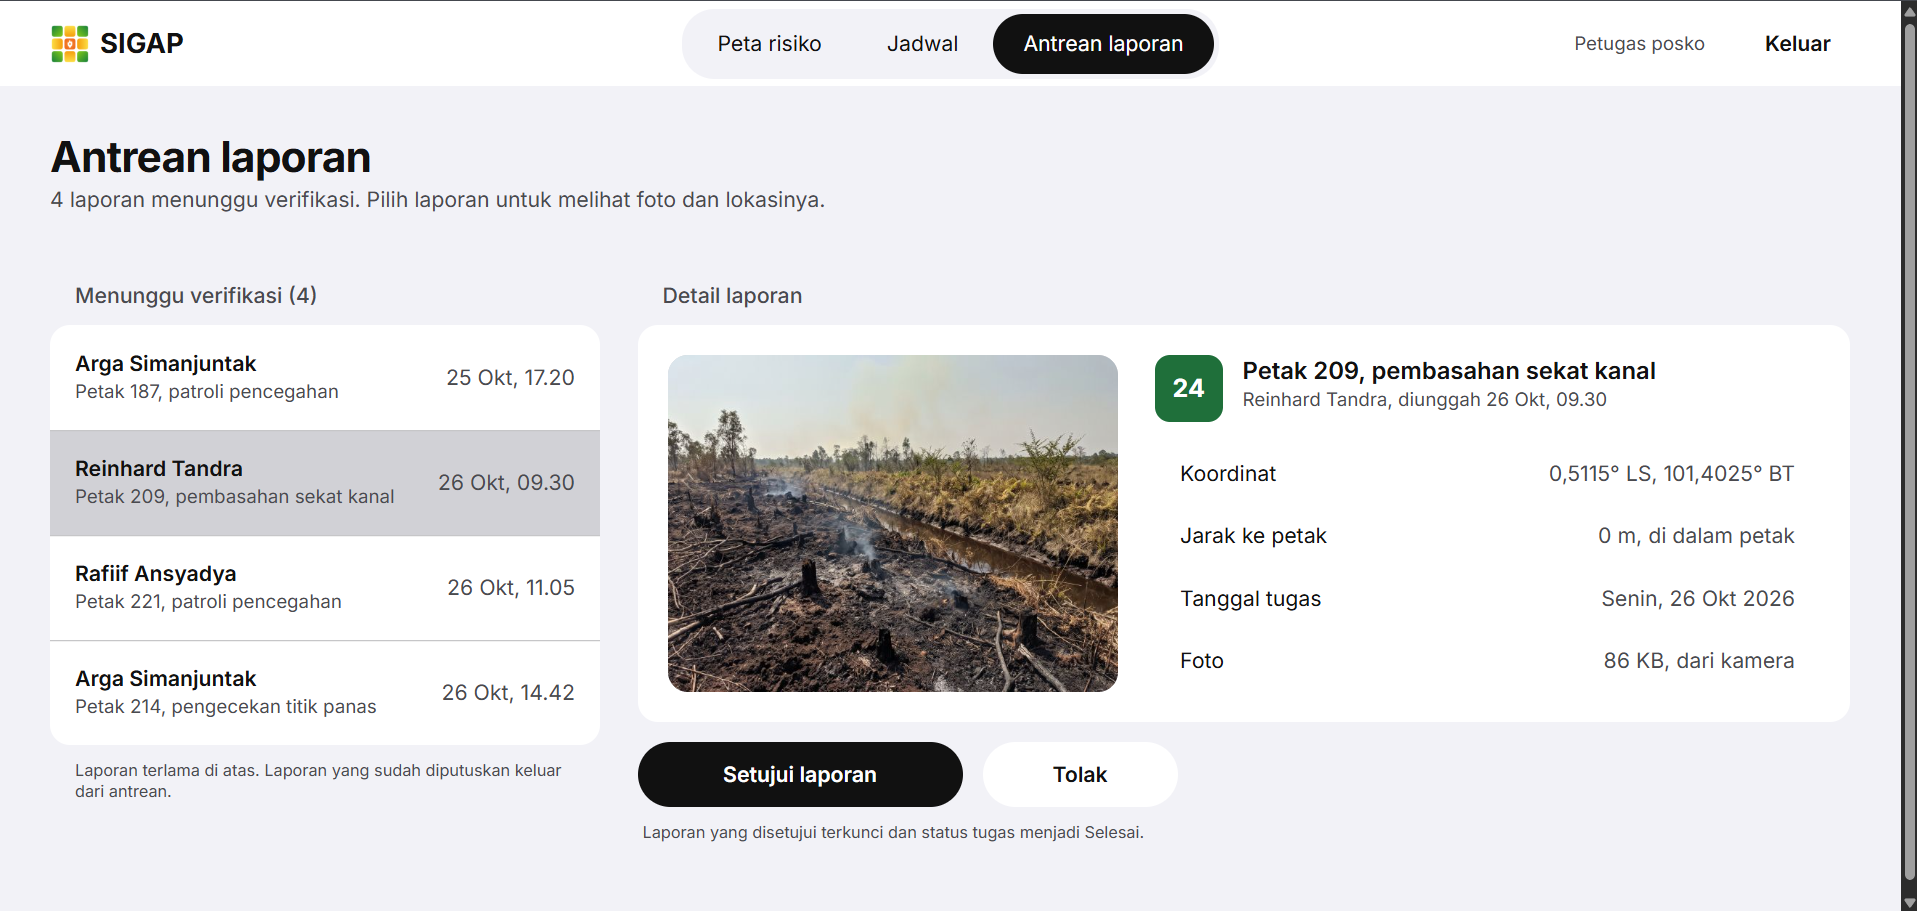 SIGAP
Peta risiko
Jadwal
Antrean laporan
Petugas posko
Keluar
Antrean laporan
4 laporan menunggu verifikasi. Pilih laporan untuk melihat foto dan lokasinya.
Menunggu verifikasi (4)
Arga Simanjuntak
Petak 187, patroli pencegahan
25 Okt, 17.20
Reinhard Tandra
Petak 209, pembasahan sekat kanal
26 Okt, 09.30
Rafiif Ansyadya
Petak 221, patroli pencegahan
26 Okt, 11.05
Arga Simanjuntak
Petak 214, pengecekan titik panas
26 Okt, 14.42
Laporan terlama di atas. Laporan yang sudah diputuskan keluar
dari antrean.
Detail laporan
24
Petak 209, pembasahan sekat kanal
Reinhard Tandra, diunggah 26 Okt, 09.30
Koordinat
0,5115° LS, 101,4025° BT
Jarak ke petak
0 m, di dalam petak
Tanggal tugas
Senin, 26 Okt 2026
Foto
86 KB, dari kamera
Setujui laporan
Tolak
Laporan yang disetujui terkunci dan status tugas menjadi Selesai.